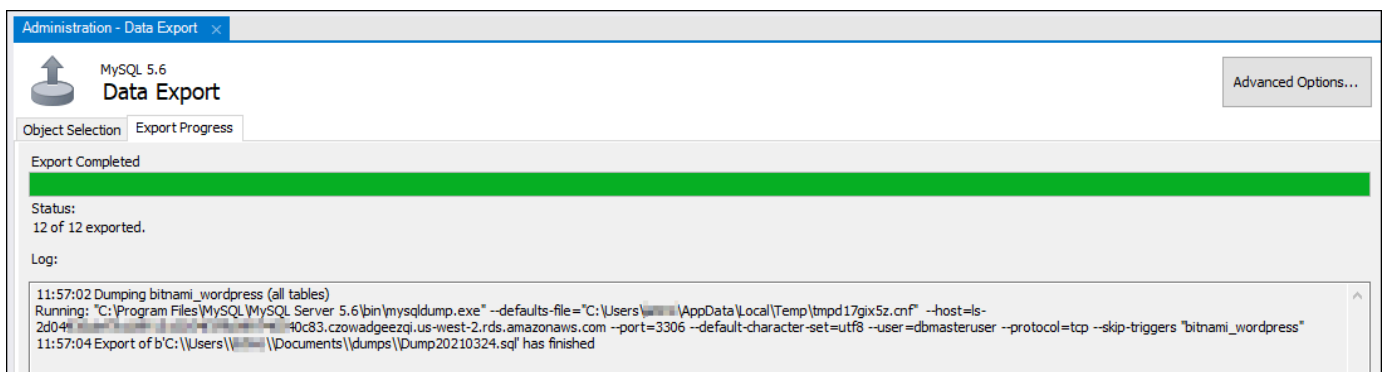 Administration - Data Export ×
MySQL 5.6
Data Export
Advanced Options...
Object Selection
Export Progress
Export Completed
Status:
12 of 12 exported.
Log:
11:57:02 Dumping bitnami_wordpress (all tables)
Running: "C:\Program Files\MySQL\MySQL Server 5.6\bin\mysqldump.exe" --defaults-file="C:\Users\ \AppData\Local\Temp\tmpd17gix5z.cnf" --host=ls-
2d04 40c83.czowadgeezqi.us-west-2.rds.amazonaws.com --port=3306 --default-character-set=utf8 --user=dbmasteruser --protocol=tcp --skip-triggers "bitnami_wordpress"
11:57:04 Export of b'C:\\Users\\ \\Documents\\dumps\\Dump20210324.sql' has finished